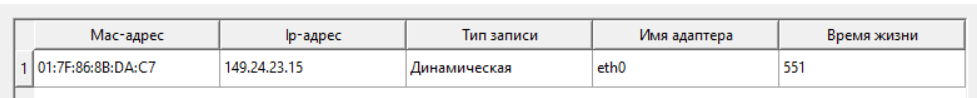 Mac-адрес Ip-адрес Тип записи Имя адаптера Время жизни
1 01:7F:86:8B:DA:C7 149.24.23.15 Динамическая eth0 551